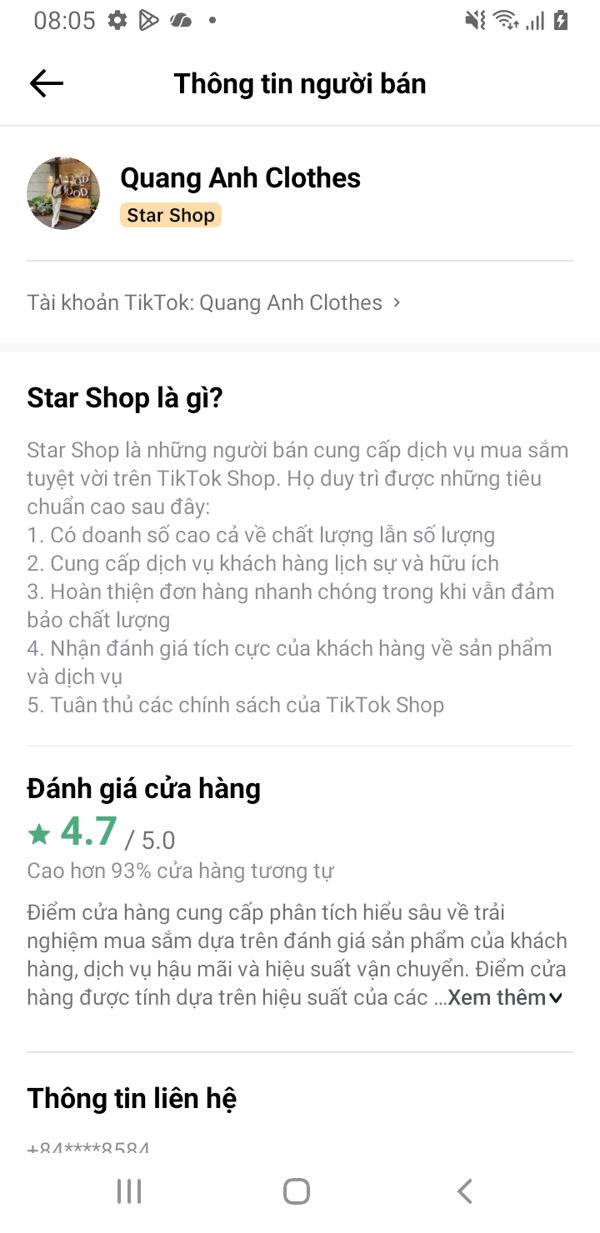 08:05
Thông tin người bán
Quang Anh Clothes
Star Shop
Tài khoản TikTok: Quang Anh Clothes >
Star Shop là gì?
Star Shop là những người bán cung cấp dịch vụ mua sắm
tuyệt vời trên TikTok Shop. Họ duy trì được những tiêu
chuẩn cao sau đây:
1. Có doanh số cao cả về chất lượng lẫn số lượng
2. Cung cấp dịch vụ khách hàng lịch sự và hữu ích
3. Hoàn thiện đơn hàng nhanh chóng trong khi vẫn đảm
bảo chất lượng
4. Nhận đánh giá tích cực của khách hàng về sản phẩm
và dịch vụ
5. Tuân thủ các chính sách của TikTok Shop
Đánh giá cửa hàng
4.7 / 5.0
Cao hơn 93% cửa hàng tương tự
Điểm cửa hàng cung cấp phân tích hiểu sâu về trải
nghiệm mua sắm dựa trên đánh giá sản phẩm của khách
hàng, dịch vụ hậu mãi và hiệu suất vận chuyển. Điểm cửa
hàng được tính dựa trên hiệu suất của các ...Xem thêm
Thông tin liên hệ
+84****8584